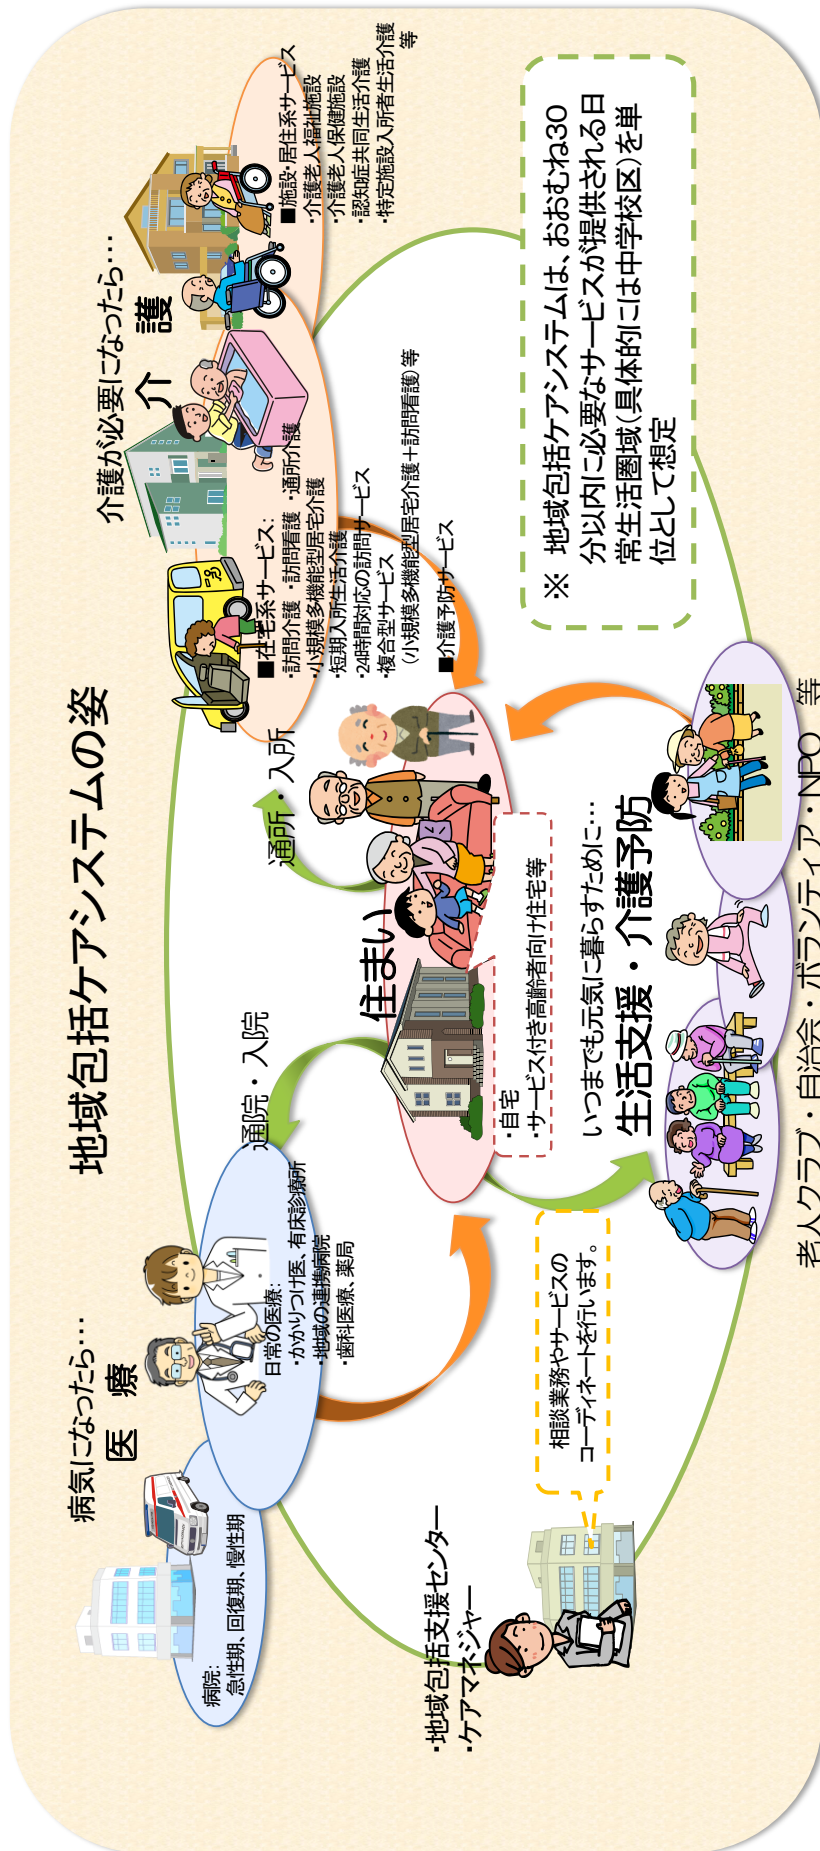 地域包括ケアシステムの姿
病気になったら…
医 療
病院:
急性期、回復期、慢性期
日常の医療:
・かかりつけ医、有床診療所
・地域の連携病院
・歯科医療、薬局
通院・入院
通所・入所
介護が必要になったら…
介 護
■在宅系サービス:
・訪問介護 ・訪問看護 ・通所介護
・小規模多機能型居宅介護
・短期入所生活介護
・24時間対応の訪問サービス
・複合型サービス
(小規模多機能型居宅介護+訪問看護)等
■介護予防サービス
■施設・居住系サービス
・介護老人福祉施設
・介護老人保健施設
・認知症共同生活介護
・特定施設入所者生活介護
等
住まい
・自宅
・サービス付き高齢者向け住宅等
・地域包括支援センター
・ケアマネジャー
相談業務やサービスの
コーディネートを行います。
いつまでも元気に暮らすために…
生活支援・介護予防
老人クラブ・自治会・ボランティア・NPO 等
※ 地域包括ケアシステムは、おおむね30
分以内に必要なサービスが提供される日
常生活圏域(具体的には中学校区)を単
位として想定